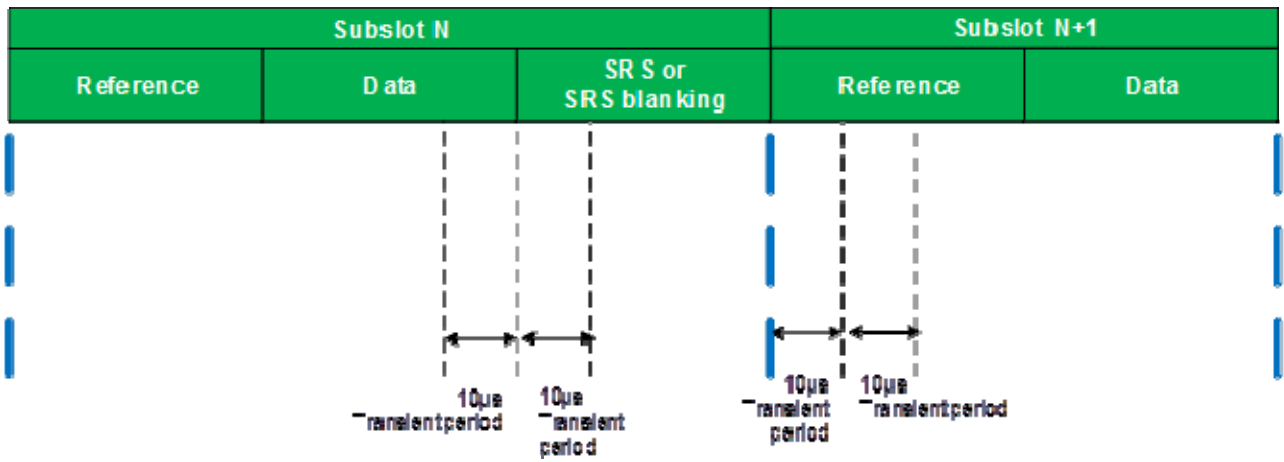 Subslot N
Subslot N+1
Reference
Data
SRS or
SRS blanking
Reference
Data
10µs
Transient period
10µs
Transient
period
10µs
Transient
period
10µs
Transient period